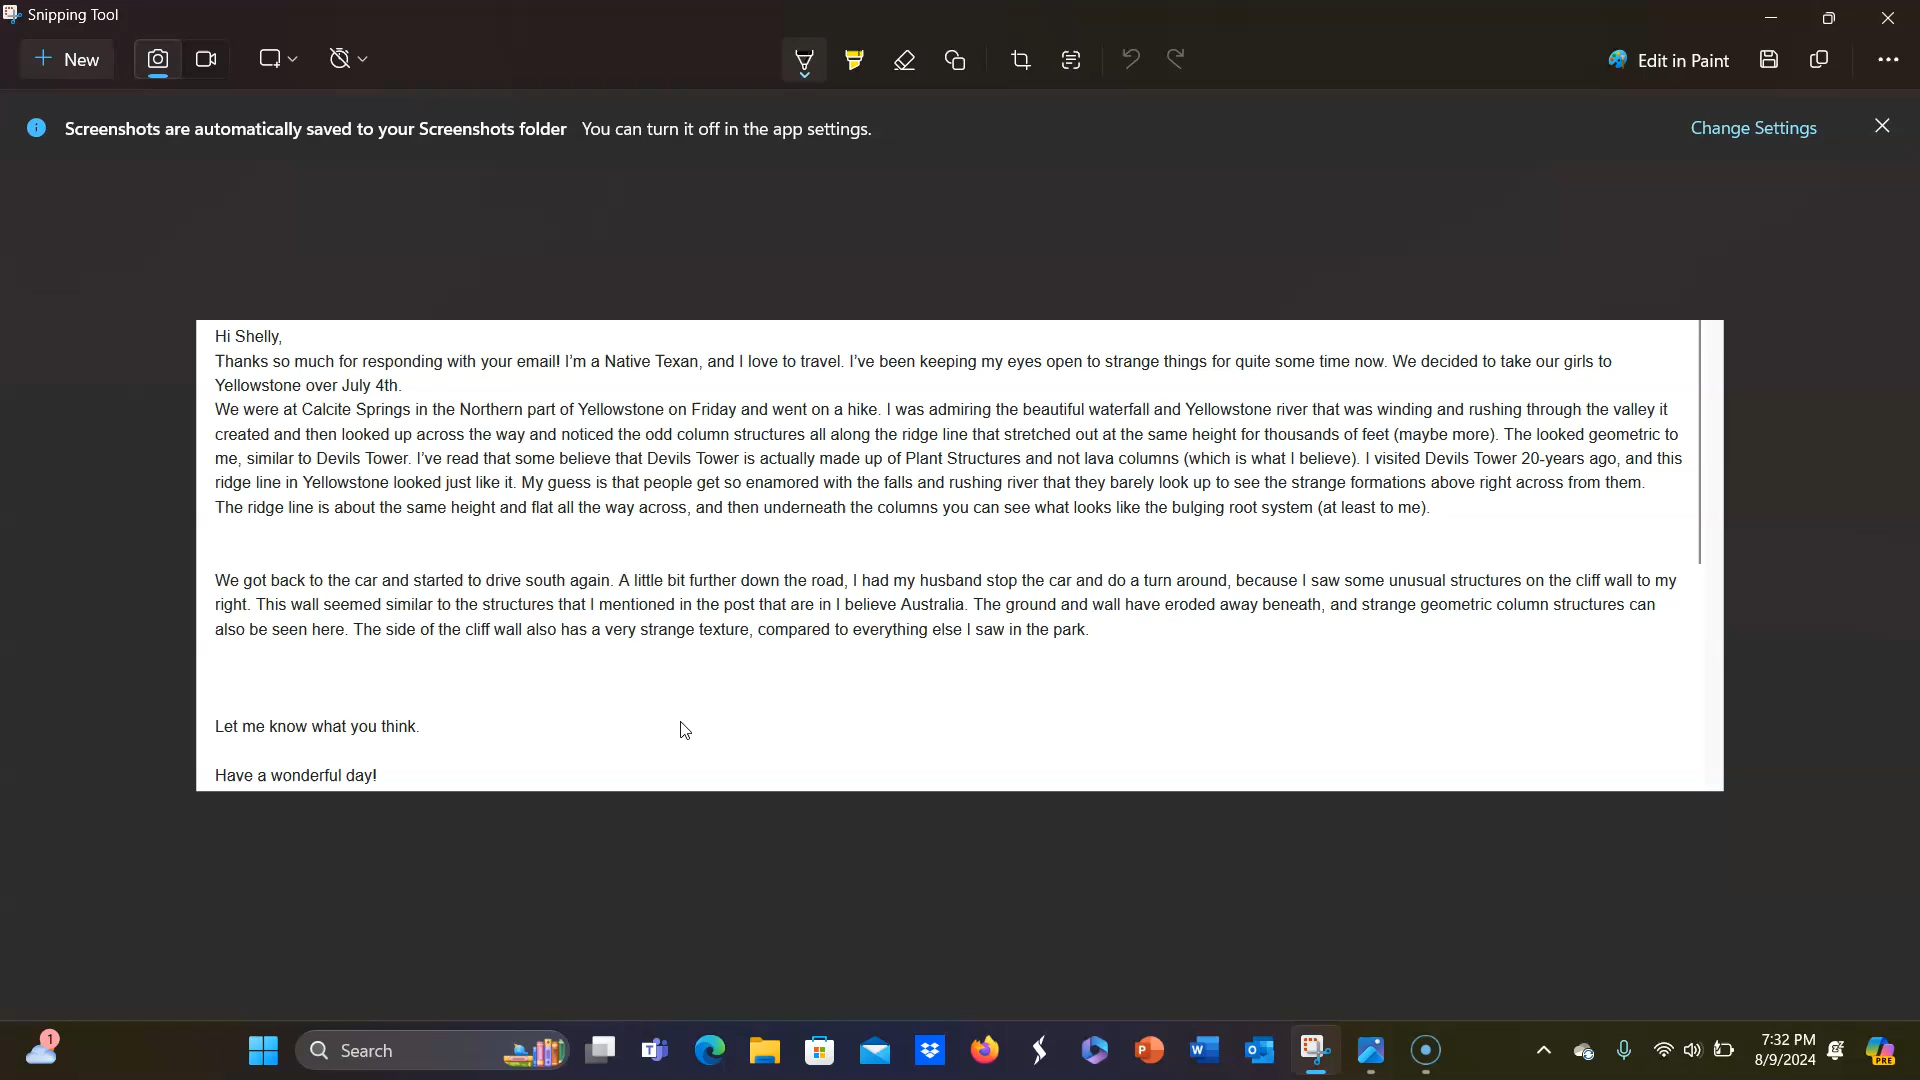 Snipping Tool
New
Edit in Paint
Screenshots are automatically saved to your Screenshots folder You can turn it off in the app settings.
Change Settings
Hi Shelly,
Thanks so much for responding with your email! I'm a Native Texan, and I love to travel. I've been keeping my eyes open to strange things for quite some time now. We decided to take our girls to
Yellowstone over July 4th.
We were at Calcite Springs in the Northern part of Yellowstone on Friday and went on a hike. I was admiring the beautiful waterfall and Yellowstone river that was winding and rushing through the valley it
created and then looked up across the way and noticed the odd column structures all along the ridge line that stretched out at the same height for thousands of feet (maybe more). The looked geometric to
me, similar to Devils Tower. I've read that some believe that Devils Tower is actually made up of Plant Structures and not lava columns (which is what I believe). I visited Devils Tower 20-years ago, and this
ridge line in Yellowstone looked just like it. My guess is that people get so enamored with the falls and rushing river that they barely look up to see the strange formations above right across from them.
The ridge line is about the same height and flat all the way across, and then underneath the columns you can see what looks like the bulging root system (at least to me).
We got back to the car and started to drive south again. A little bit further down the road, I had my husband stop the car and do a turn around, because I saw some unusual structures on the cliff wall to my
right. This wall seemed similar to the structures that I mentioned in the post that are in I believe Australia. The ground and wall have eroded away beneath, and strange geometric column structures can
also be seen here. The side of the cliff wall also has a very strange texture, compared to everything else I saw in the park.
Let me know what you think.
Have a wonderful day!
1
Search
7:32 PM
8/9/2024
PRE